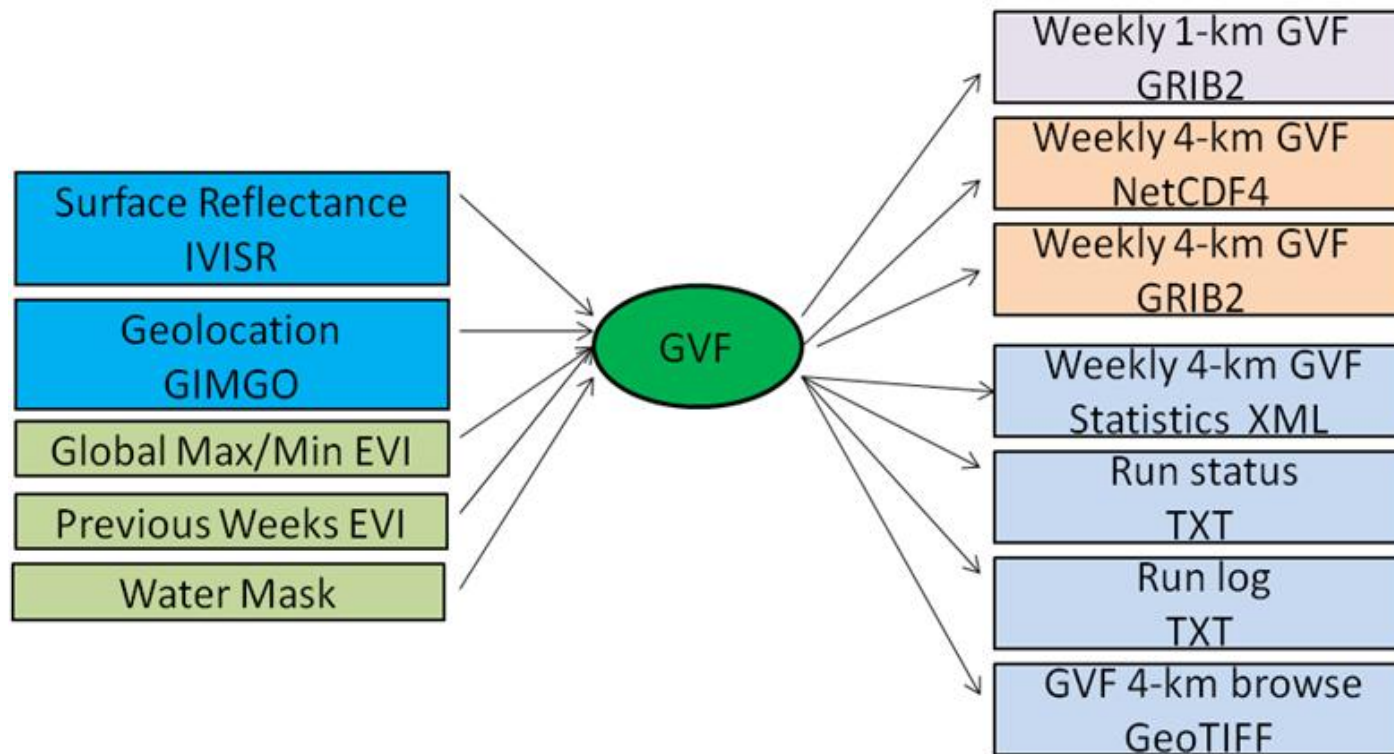 Surface Reflectance
IVISR
Geolocation
GIMGO
Global Max/Min EVI
Previous Weeks EVI
Water Mask
GVF
Weekly 1-km GVF
GRIB2
Weekly 4-km GVF
NetCDF4
Weekly 4-km GVF
GRIB2
Weekly 4-km GVF
Statistics XML
Run status
TXT
Run log
TXT
GVF 4-km browse
GeoTIFF